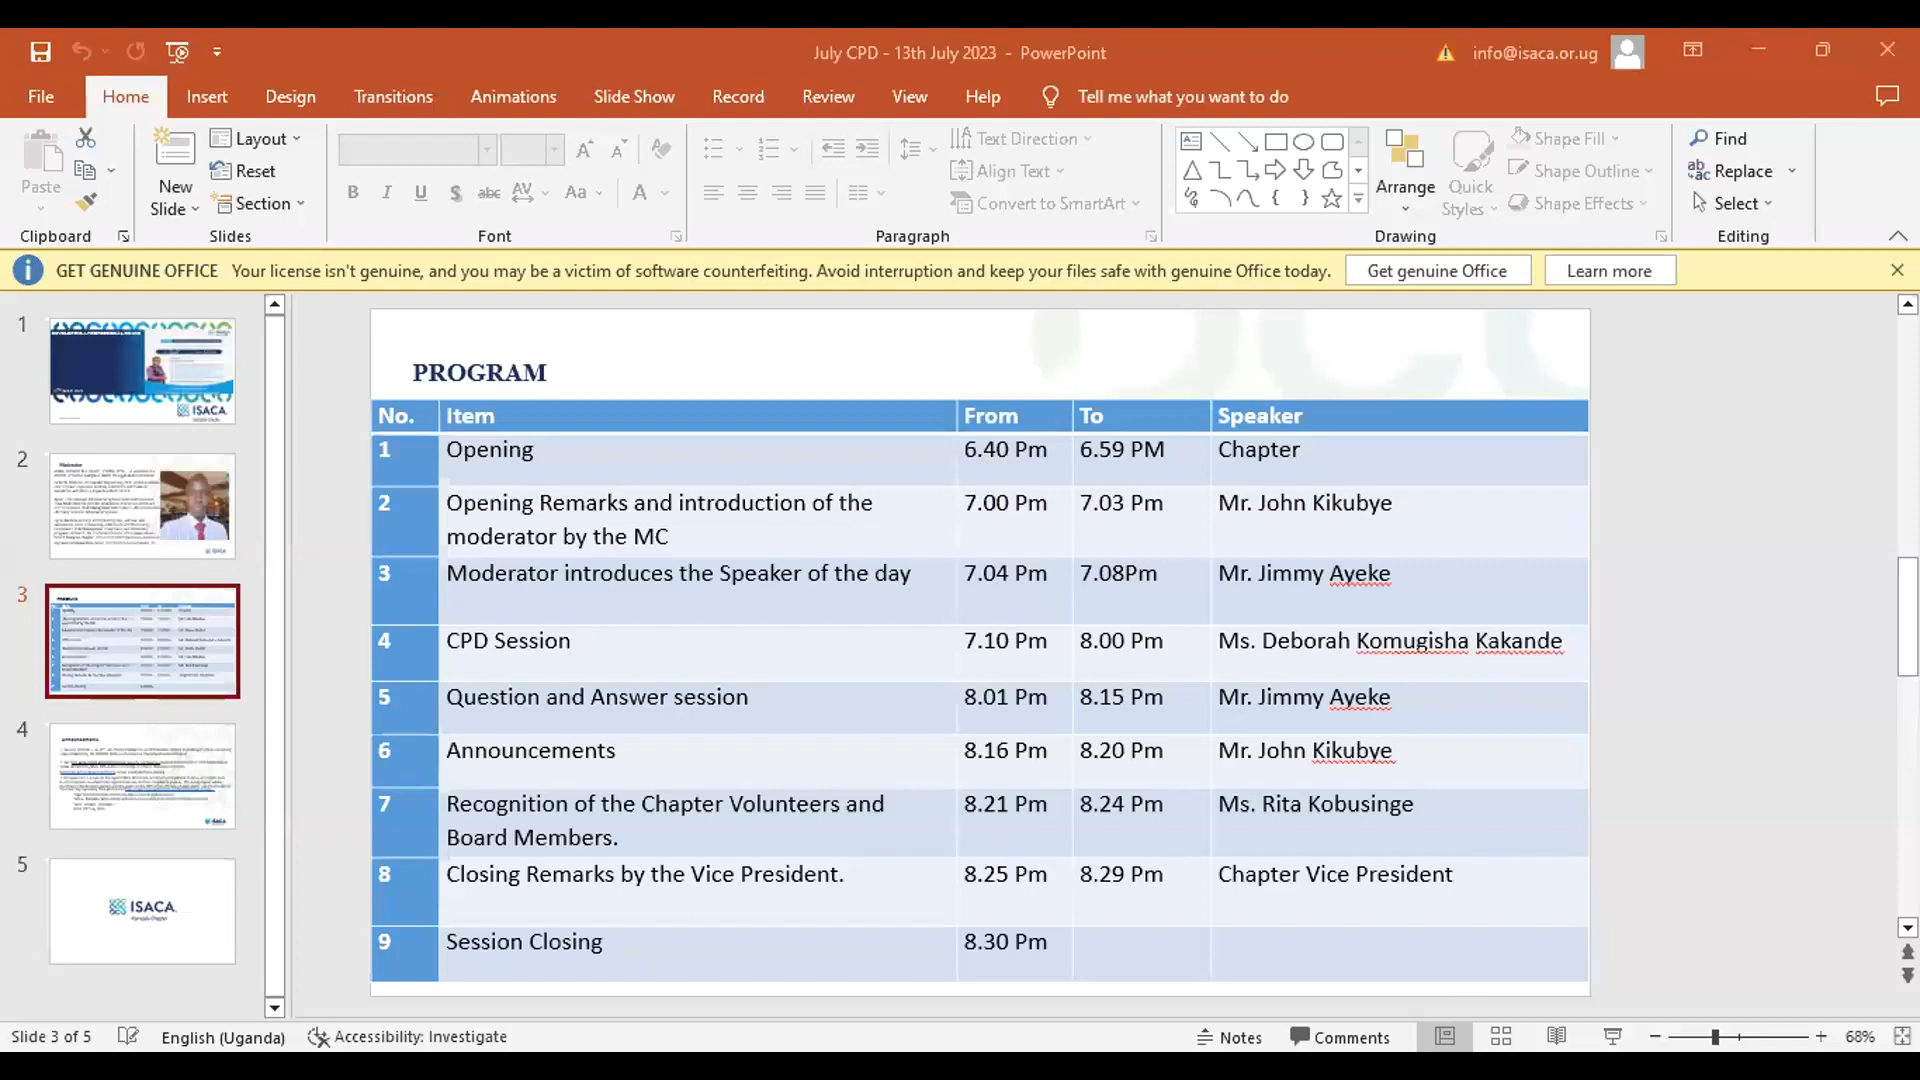 July CPD - 13th July 2023 - PowerPoint
info@isaca.or.ug
File Home Insert Design Transitions Animations Slide Show Record Review View Help Tell me what you want to do
Paste
New Slide
Layout
Reset
Section
B I U S abc AV Aa A
Text Direction
Align Text
Convert to SmartArt
Arrange
Quick Styles
Shape Fill
Shape Outline
Shape Effects
Find
Replace
Select
Clipboard Slides Font Paragraph Drawing Editing
GET GENUINE OFFICE Your license isn't genuine, and you may be a victim of software counterfeiting. Avoid interruption and keep your files safe with genuine Office today. Get genuine Office Learn more
1
ISACA
2
Moderator
3
4
Announcements
5
ISACA
PROGRAM
No. Item From To Speaker
1 Opening 6.40 Pm 6.59 PM Chapter
2 Opening Remarks and introduction of the 7.00 Pm 7.03 Pm Mr. John Kikubye
moderator by the MC
3 Moderator introduces the Speaker of the day 7.04 Pm 7.08Pm Mr. Jimmy Ayeke
4 CPD Session 7.10 Pm 8.00 Pm Ms. Deborah Komugisha Kakande
5 Question and Answer session 8.01 Pm 8.15 Pm Mr. Jimmy Ayeke
6 Announcements 8.16 Pm 8.20 Pm Mr. John Kikubye
7 Recognition of the Chapter Volunteers and 8.21 Pm 8.24 Pm Ms. Rita Kobusinge
Board Members.
8 Closing Remarks by the Vice President. 8.25 Pm 8.29 Pm Chapter Vice President
9 Session Closing 8.30 Pm
Slide 3 of 5 English (Uganda) Accessibility: Investigate Notes Comments 68%